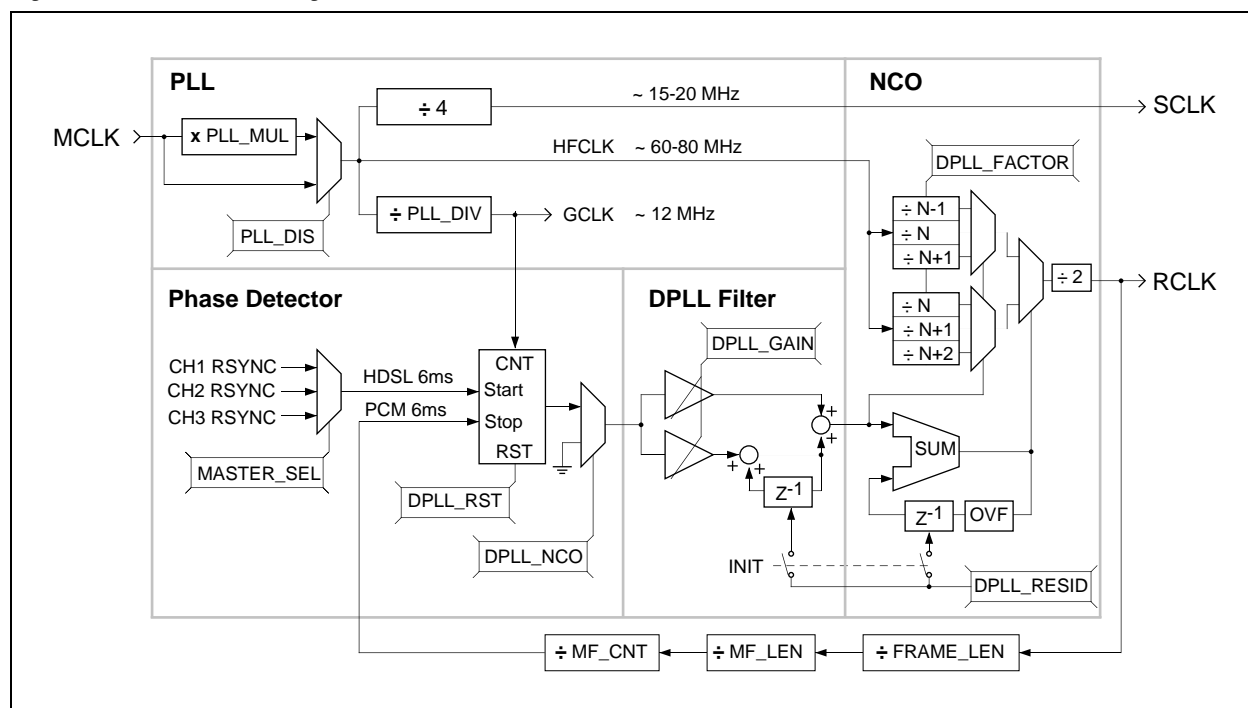 PLL
NCO
÷ 4
~ 15-20 MHz
SCLK
MCLK
x PLL_MUL
HFCLK ~ 60-80 MHz
DPLL_FACTOR
÷ PLL_DIV
GCLK ~ 12 MHz
PLL_DIS
÷ N-1
÷ N
÷ N+1
÷ 2
RCLK
÷ N
÷ N+1
÷ N+2
Phase Detector
DPLL Filter
DPLL_GAIN
CH1 RSYNC
CH2 RSYNC
CH3 RSYNC
HDSL 6ms
PCM 6ms
CNT
Start
Stop
RST
MASTER_SEL
DPLL_RST
DPLL_NCO
+
+
+
+
Z-1
SUM
Z-1
OVF
INIT
DPLL_RESID
÷ MF_CNT
÷ MF_LEN
÷ FRAME_LEN